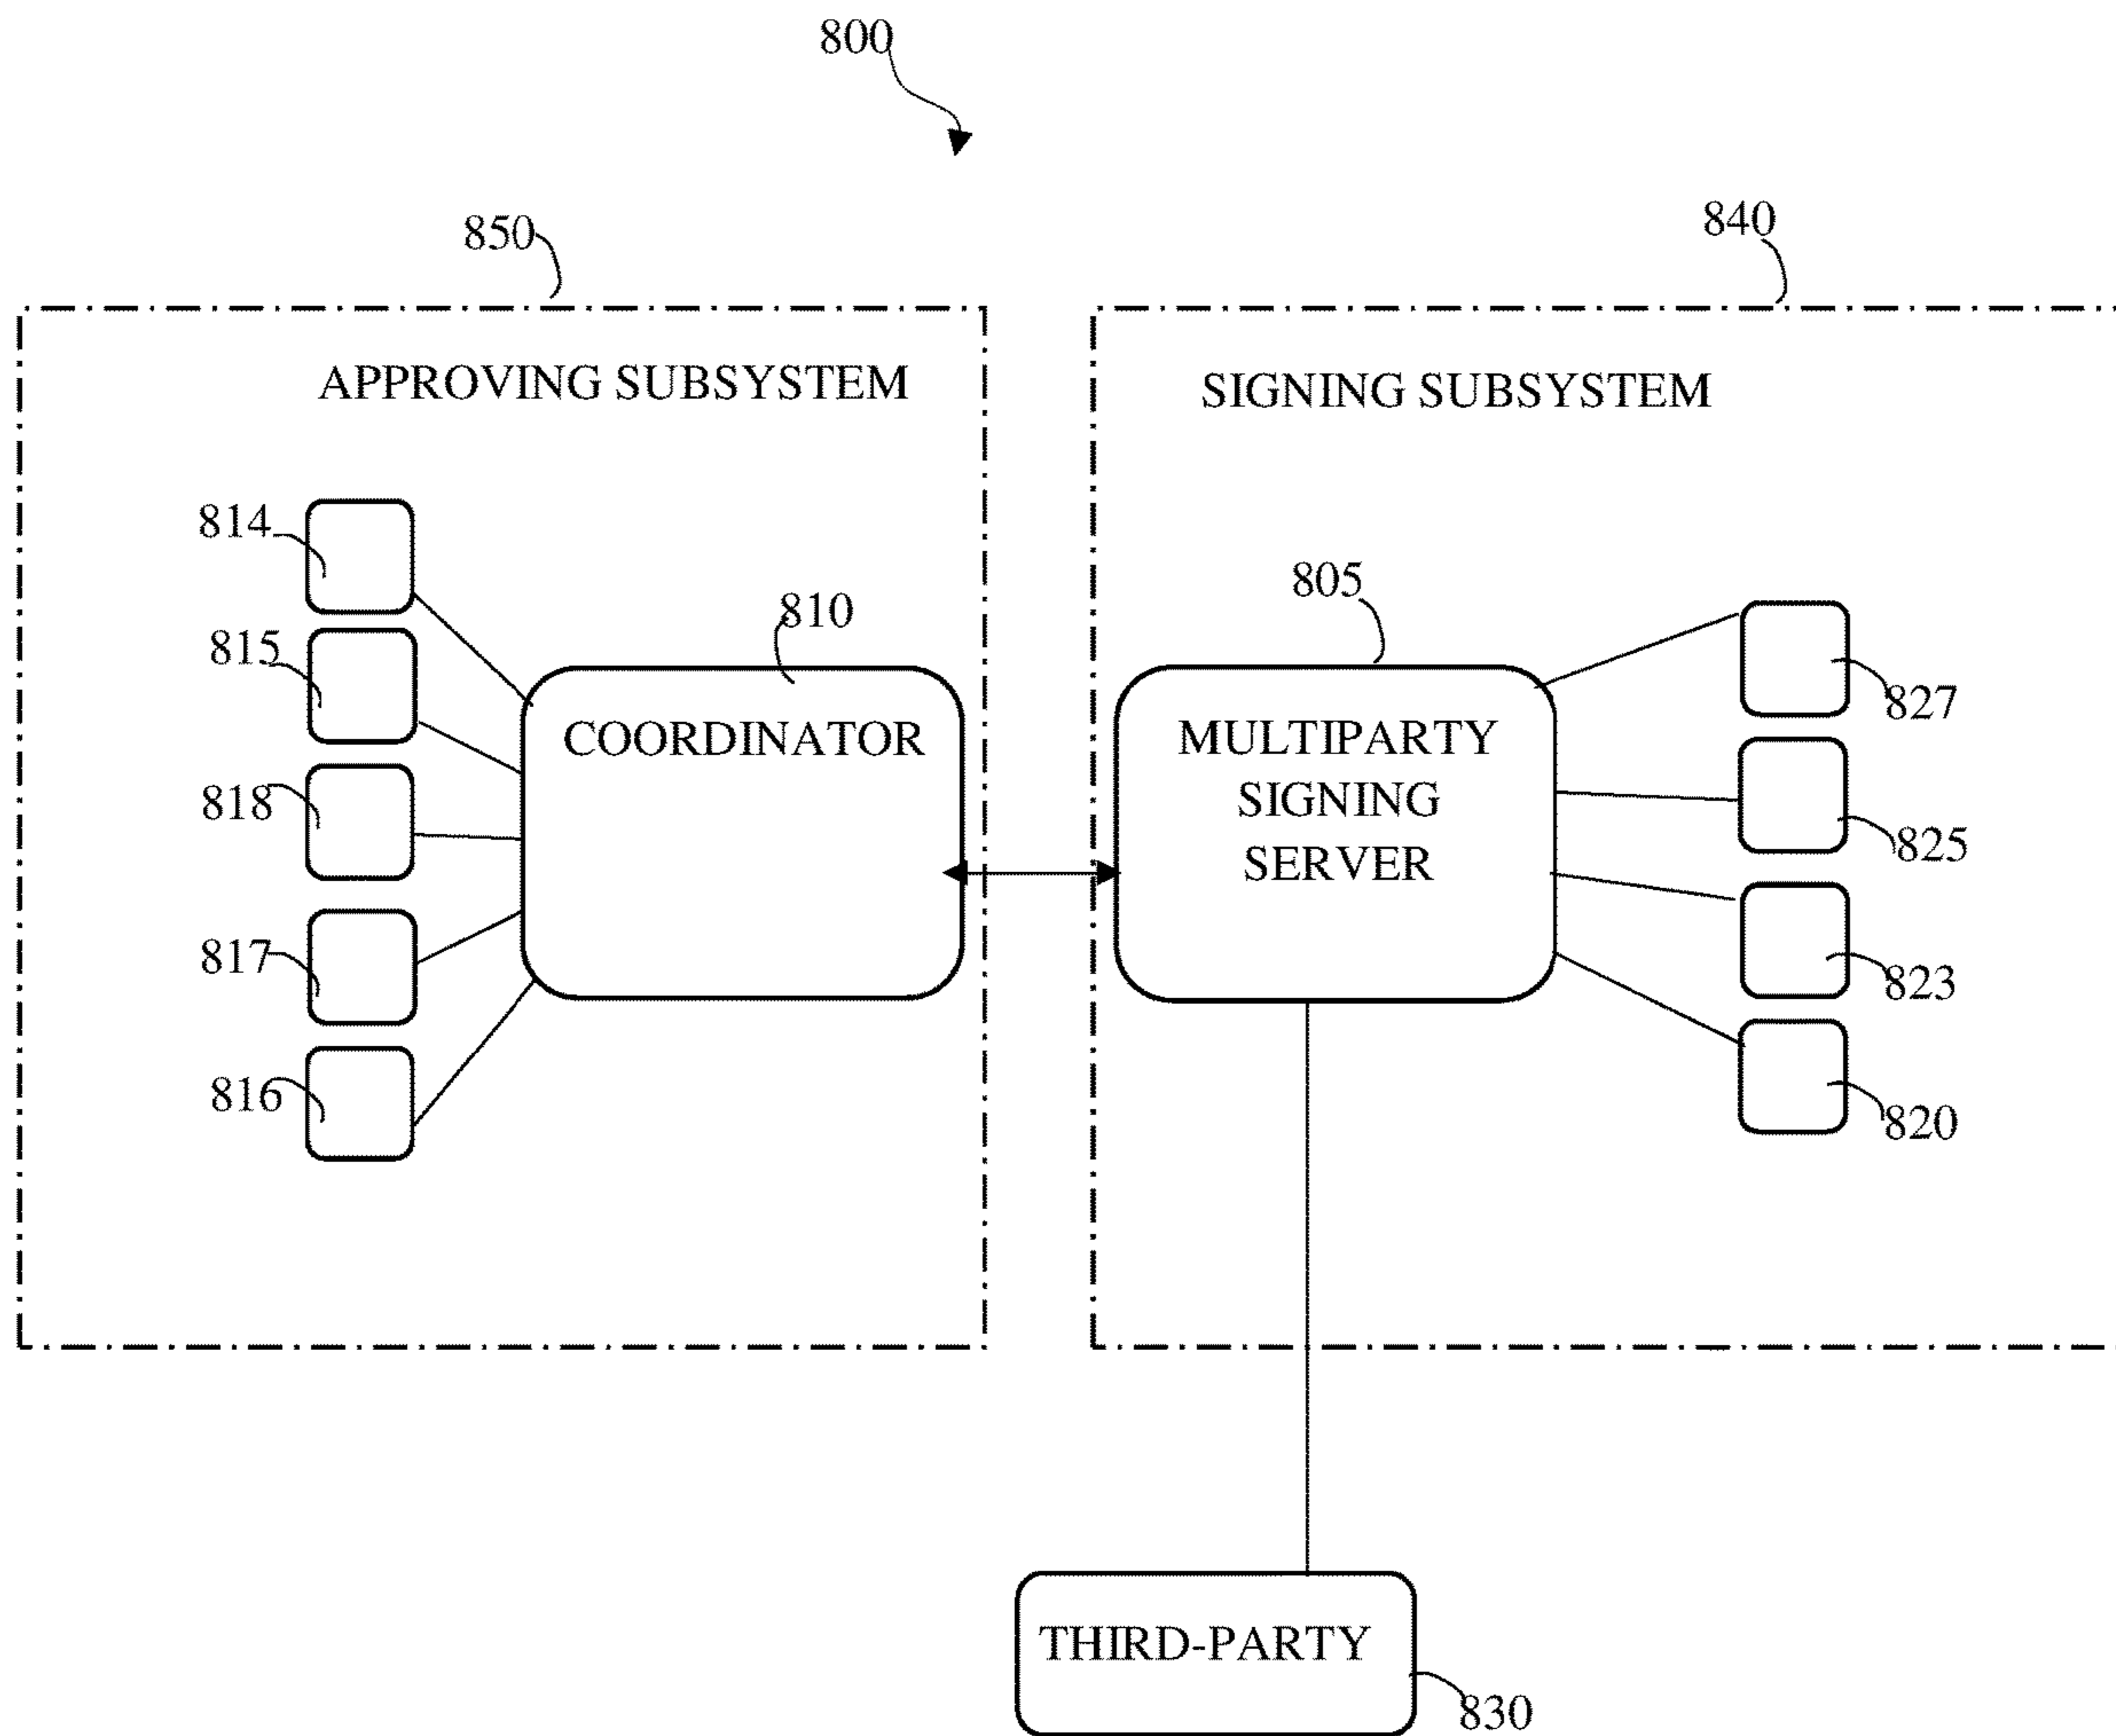 800
850
840
APPROVING SUBSYSTEM
SIGNING SUBSYSTEM
814
815
818
817
816
810
COORDINATOR
805
MULTIPARTY
SIGNING
SERVER
827
825
823
820
THIRD-PARTY
830